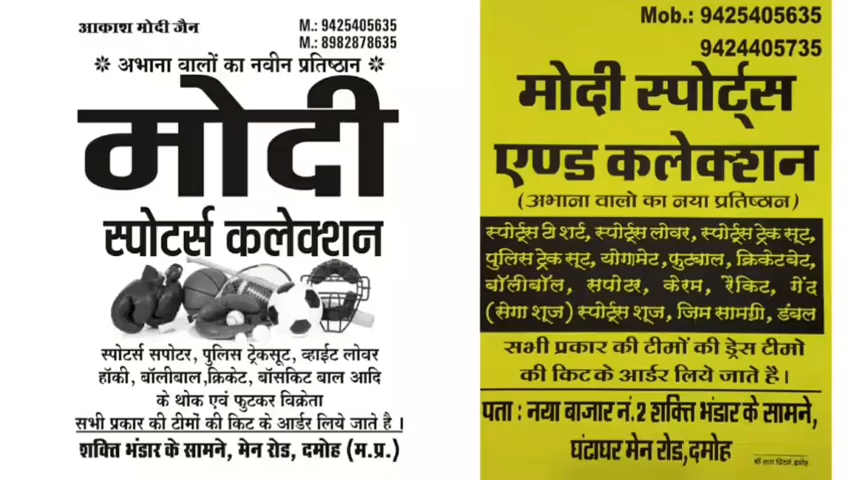 आकाश मोदी जैन
M.: 9425405635
M.: 8982878635
❊ अभाना वालों का नवीन प्रतिष्ठान ❊
मोदी
स्पोटर्स कलेक्शन
स्पोटर्स सपोटर, पुलिस ट्रेकसूट, व्हाईट लोवर
हॉकी, बॉलीबाल,क्रिकेट, बॉसकिट बाल आदि
के थोक एवं फुटकर विक्रेता
सभी प्रकार की टीमों की किट के आर्डर लिये जाते है ।
शक्ति भंडार के सामने, मेन रोड, दमोह (म.प्र.)
Mob.: 9425405635
9424405735
मोदी स्पोर्ट्स
एण्ड कलेक्शन
(अभाना वालो का नया प्रतिष्ठान)
स्पोर्ट्स टी शर्ट, स्पोर्ट्स लोवर, स्पोर्ट्स ट्रेक सूट,
पुलिस ट्रेक सूट, योगमेट,फुटबाल, क्रिकेटबेट,
बॉलीबॉल, सपोटर, केरम, रैकिट, गेंद
(सेगा शूज) स्पोर्ट्स शूज, जिम सामग्री, डंबल
सभी प्रकार की टीमों की ड्रेस टीमो
की किट के आर्डर लिये जाते है ।
पता : नया बाजार नं.2 शक्ति भंडार के सामने,
घंटाघर मेन रोड,दमोह